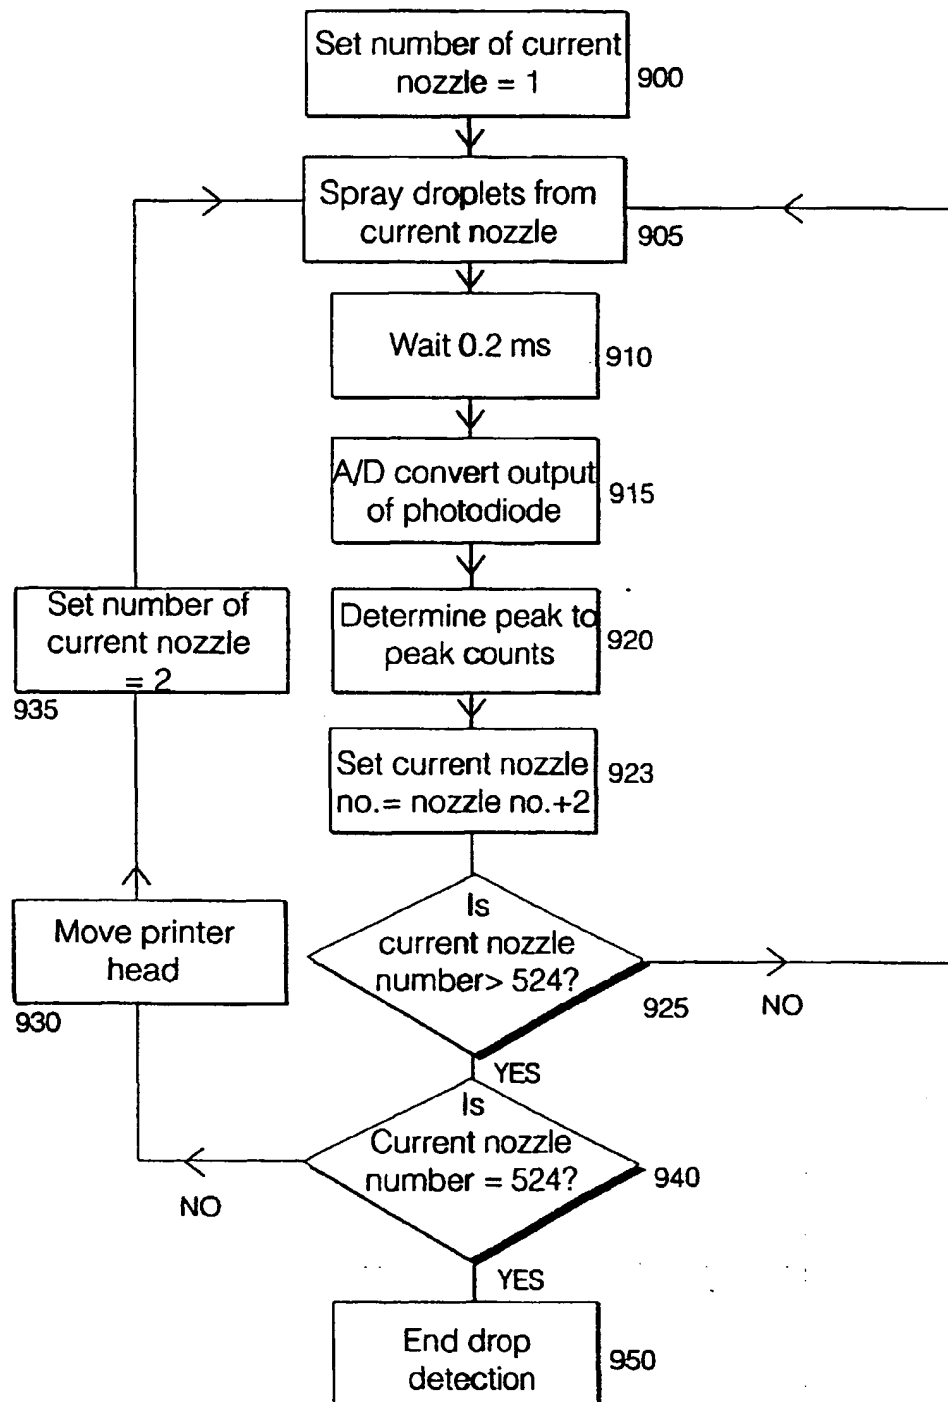 Set number of current
nozzle = 1
900
Spray droplets from
current nozzle
905
Wait 0.2 ms
910
A/D convert output
of photodiode
915
Determine peak to
peak counts
920
Set number of
current nozzle
= 2
935
Set current nozzle
no.= nozzle no.+2
923
Is
current nozzle
number> 524?
925
NO
YES
Move printer
head
930
Is
Current nozzle
number = 524?
940
NO
YES
End drop
detection
950